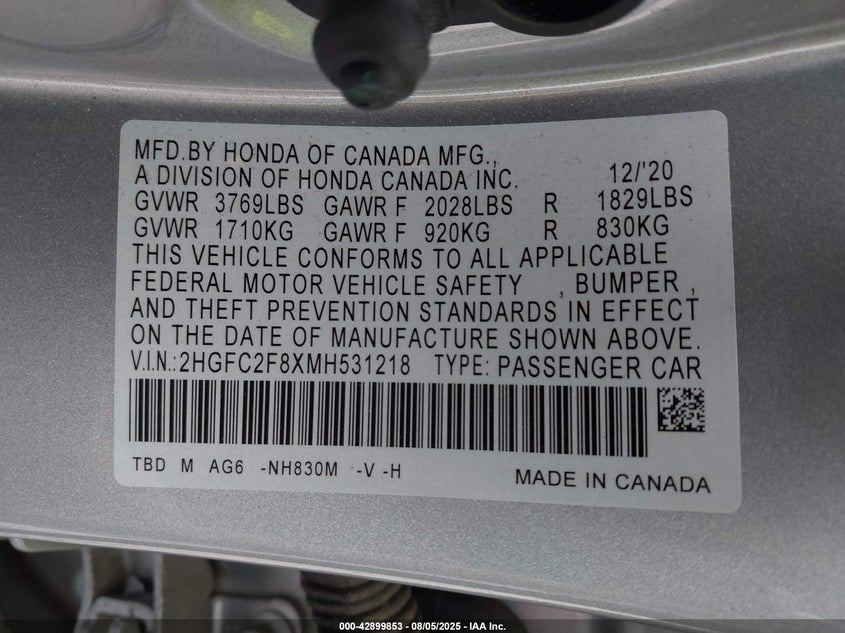 MFD.BY HONDA OF CANADA MFG.,
A DIVISION OF HONDA CANADA INC. 12/'20
GVWR 3769LBS GAWR F 2028LBS R 1829LBS
GVWR 1710KG GAWR F 920KG R 830KG
THIS VEHICLE CONFORMS TO ALL APPLICABLE
FEDERAL MOTOR VEHICLE SAFETY , BUMPER ,
AND THEFT PREVENTION STANDARDS IN EFFECT
ON THE DATE OF MANUFACTURE SHOWN ABOVE.
V.I.N.: 2HGFC2F8XMH531218 TYPE: PASSENGER CAR
TBD M AG6 -NH830M -V -H
MADE IN CANADA
000-42899853 - 08/05/2025 - IAA Inc.